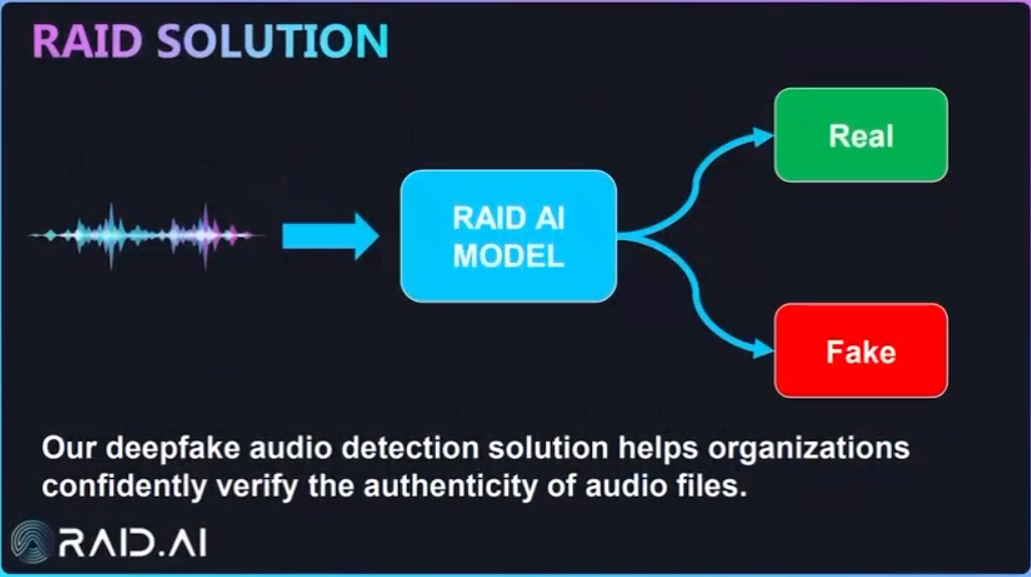 RAID SOLUTION
Real
RAID AI
MODEL
Fake
Our deepfake audio detection solution helps organizations
confidently verify the authenticity of audio files.
RAID.AI